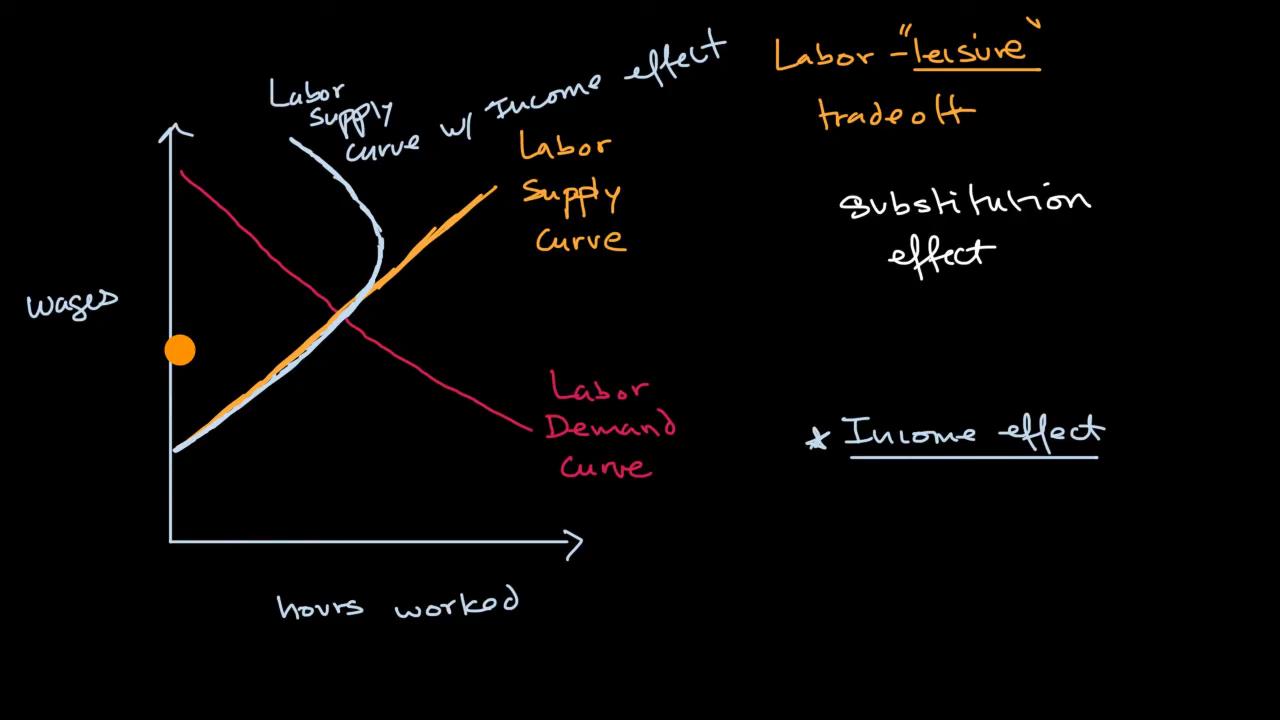 Labor
supply
curve w/ Income effect
Labor
supply
curve
Labor - "leisure"
tradeoff
substitution
effect
wages
Labor
Demand
curve
* Income effect
hours worked